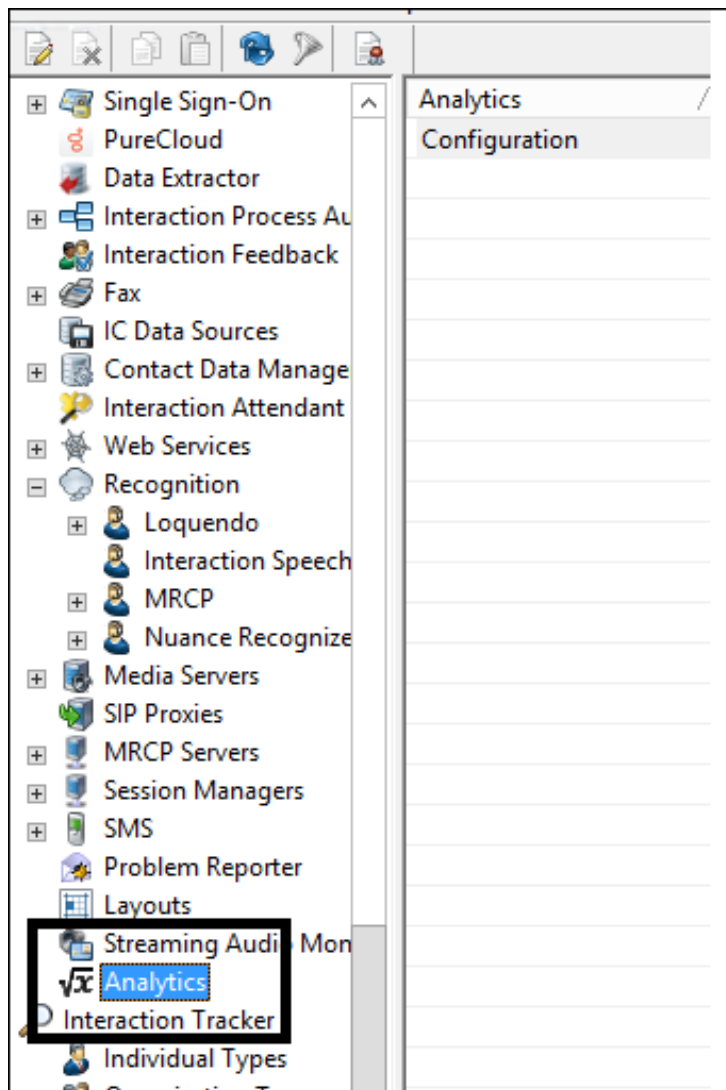 Single Sign-On
PureCloud
Data Extractor
Interaction Process Au
Interaction Feedback
Fax
IC Data Sources
Contact Data Manage
Interaction Attendant
Web Services
Recognition
Loquendo
Interaction Speech
MRCP
Nuance Recognize
Media Servers
SIP Proxies
MRCP Servers
Session Managers
SMS
Problem Reporter
Layouts
Streaming Audio Mon
√x Analytics
Interaction Tracker
Individual Types
Analytics
Configuration